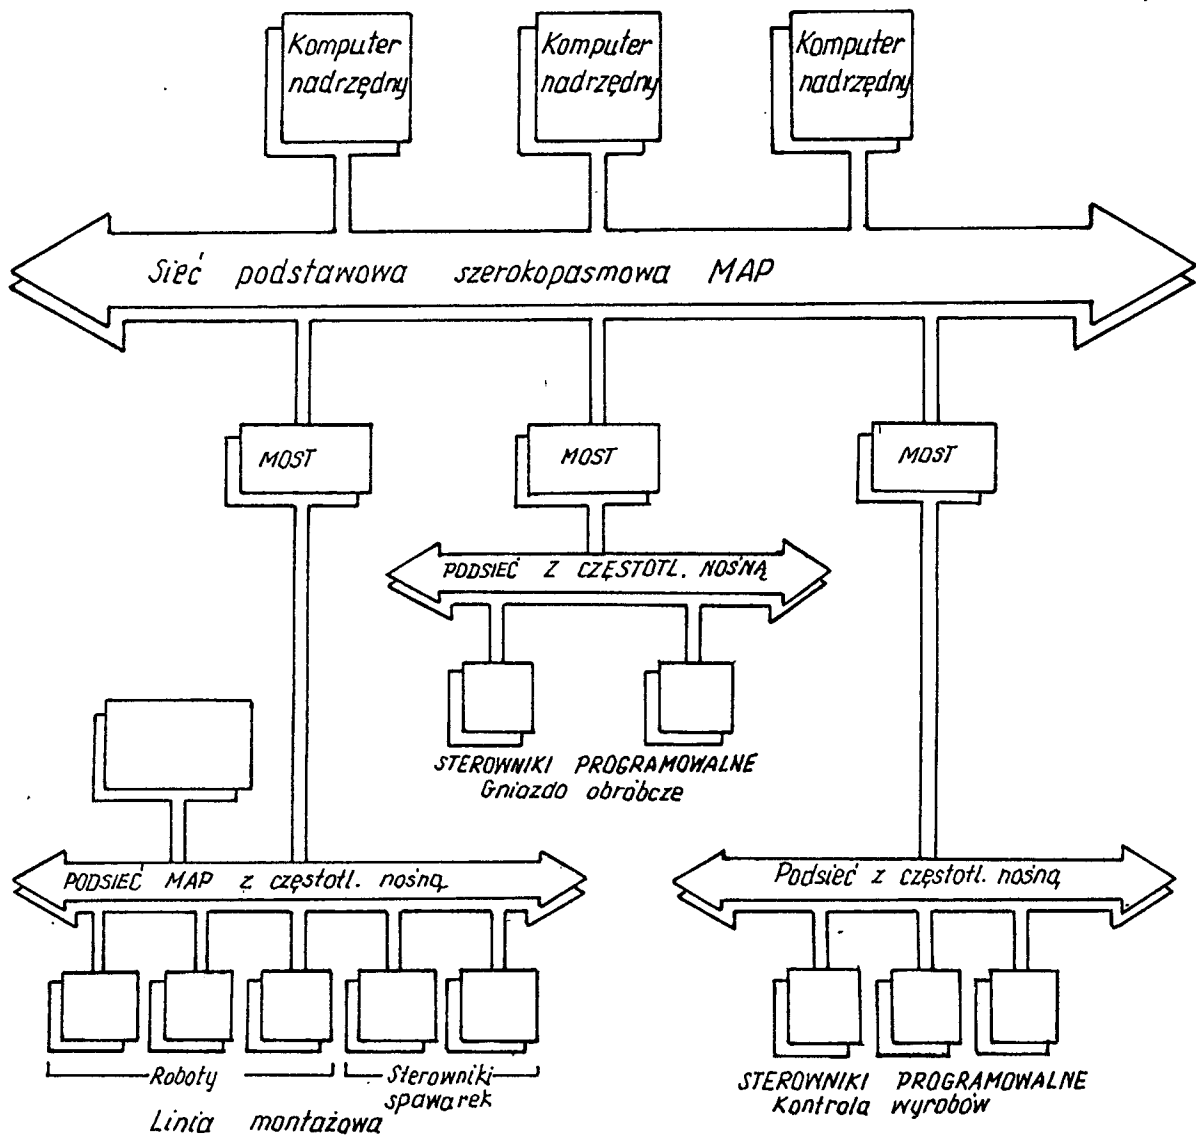 Komputer
nadrzędny
Komputer
nadrzędny
Komputer
nadrzędny
Sieć podstawowa szerokopasmowa MAP
MOST
MOST
MOST
PODSIEĆ Z CZĘSTOTL. NOŚNĄ
STEROWNIKI PROGRAMOWALNE
Gniazdo obróbcze
PODSIEĆ MAP z częstotl. nośną
Podsieć z częstotl. nośną
Roboty
Sterowniki
spawarek
Linia montażowa
STEROWNIKI PROGRAMOWALNE
Kontrola wyrobów